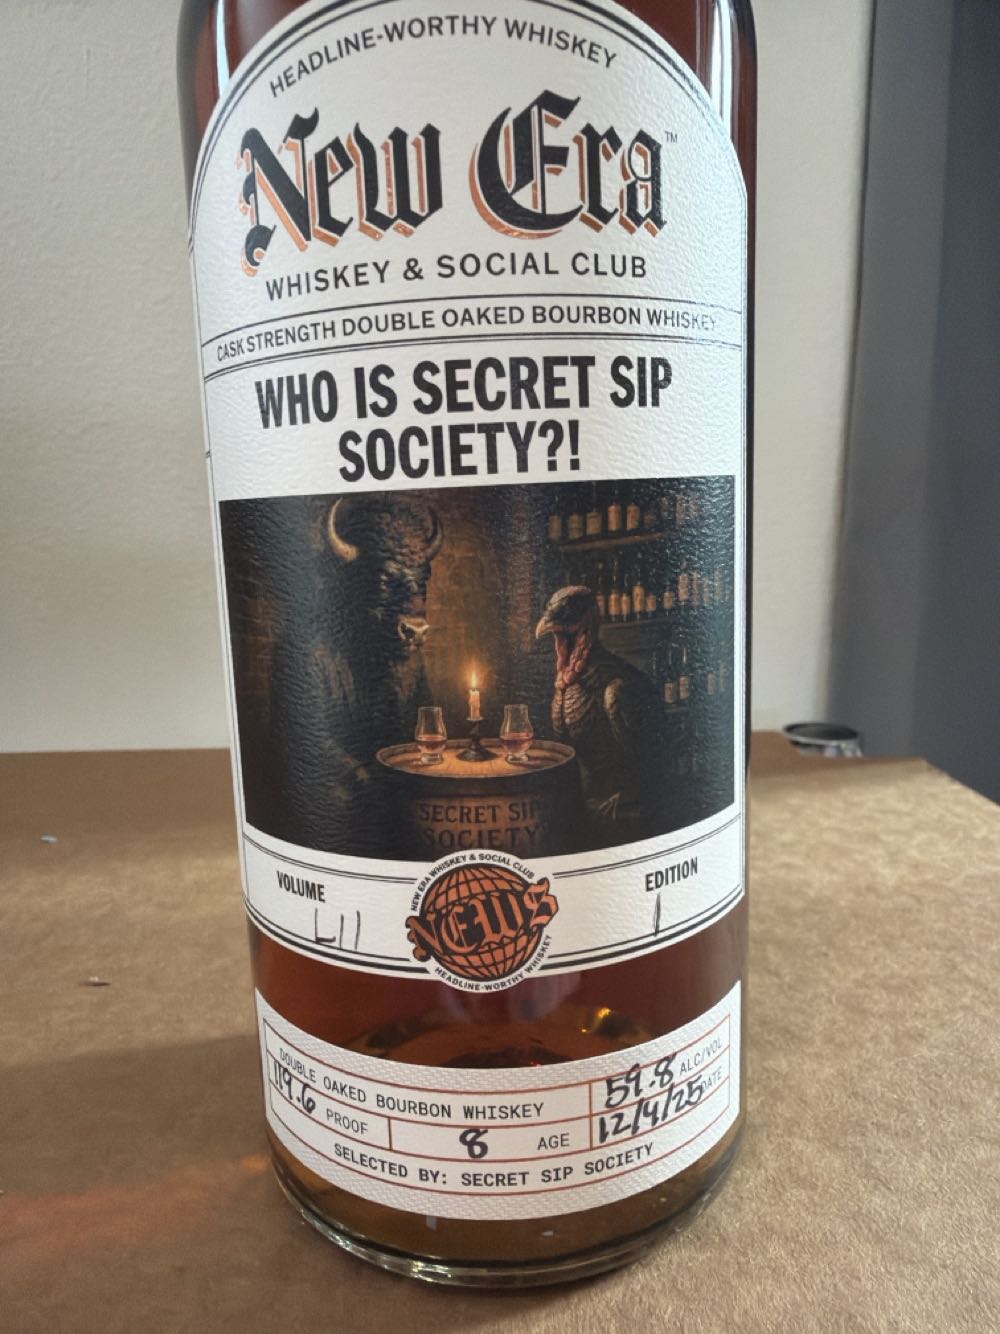 HEADLINE-WORTHY WHISKEY
New Era™
WHISKEY & SOCIAL CLUB
CASK STRENGTH DOUBLE OAKED BOURBON WHISKEY
WHO IS SECRET SIP
SOCIETY?!
SECRET SIP
SOCIETY
VOLUME
LII
EDITION
1
NEW ERA WHISKEY & SOCIAL CLUB
NEWS
HEADLINE-WORTHY WHISKEY
DOUBLE OAKED BOURBON WHISKEY
59.8 ALC/VOL
119.6 PROOF
8 AGE
12/4/25 DATE
SELECTED BY: SECRET SIP SOCIETY